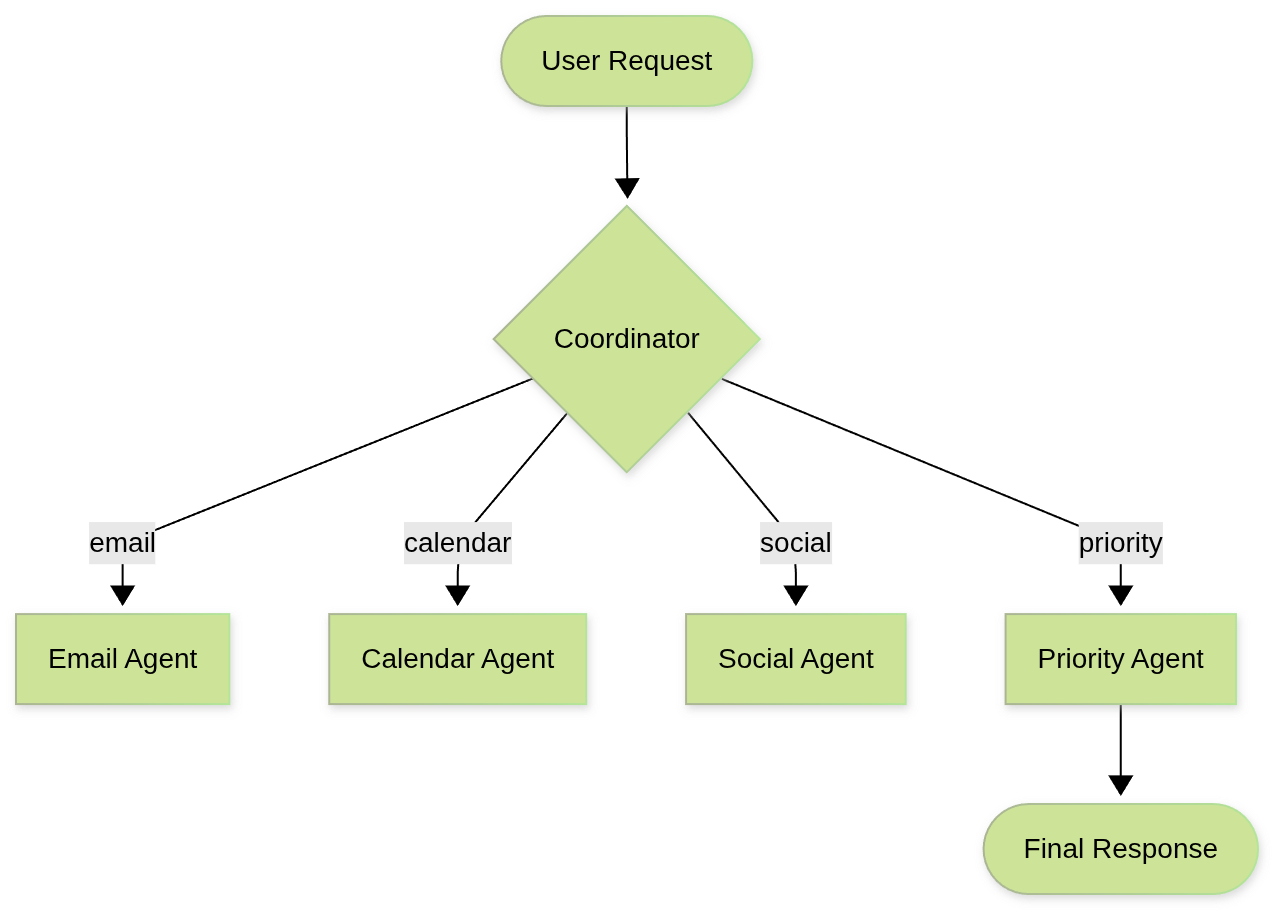 User Request
Coordinator
email
calendar
social
priority
Email Agent
Calendar Agent
Social Agent
Priority Agent
Final Response